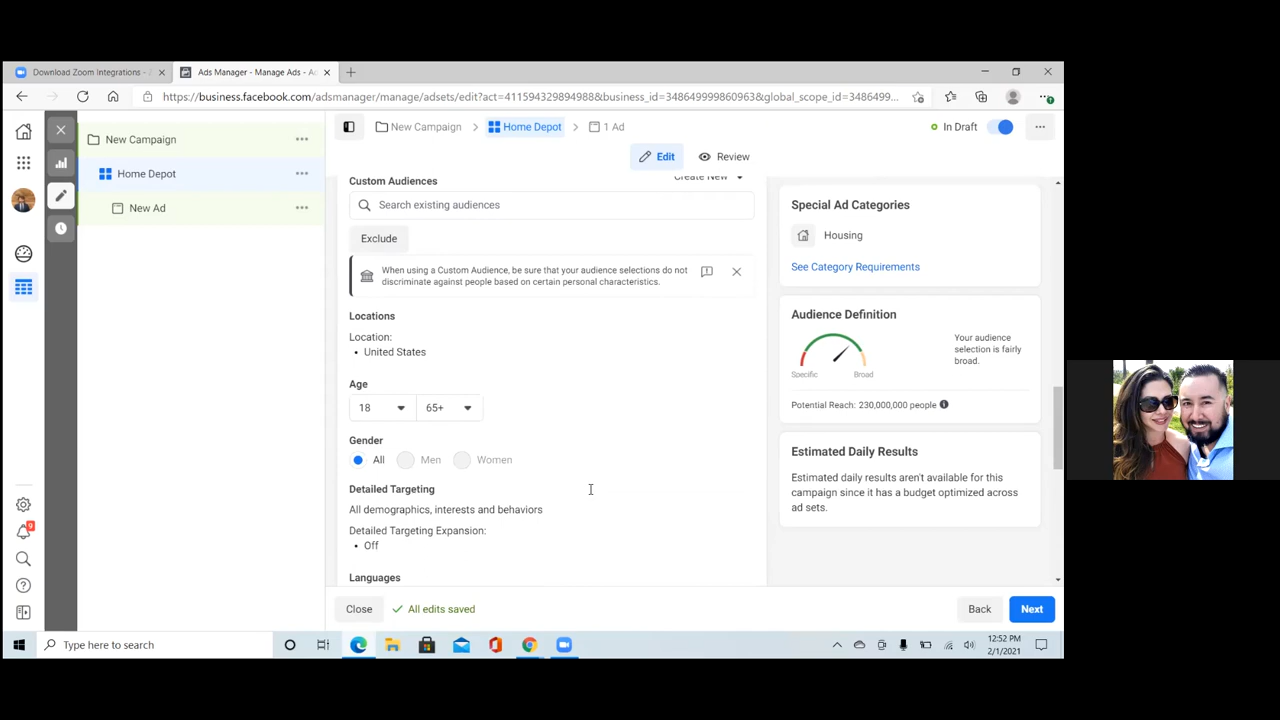 Download Zoom Integrations -
Ads Manager - Manage Ads - Ad
https://business.facebook.com/adsmanager/manage/adsets/edit?act=411594329894988&business_id=348649999860963&global_scope_id=3486499...
New Campaign
Home Depot
New Ad
New Campaign
Home Depot
1 Ad
In Draft
Edit
Review
Custom Audiences
Create New
Search existing audiences
Exclude
When using a Custom Audience, be sure that your audience selections do not
discriminate against people based on certain personal characteristics.
Locations
Location:
• United States
Age
18
65+
Gender
All
Men
Women
Detailed Targeting
All demographics, interests and behaviors
Detailed Targeting Expansion:
• Off
Languages
Special Ad Categories
Housing
See Category Requirements
Audience Definition
Specific
Broad
Your audience
selection is fairly
broad.
Potential Reach: 230,000,000 people
Estimated Daily Results
Estimated daily results aren't available for this
campaign since it has a budget optimized across
ad sets.
9
Close
All edits saved
Back
Next
Type here to search
12:52 PM
2/1/2021